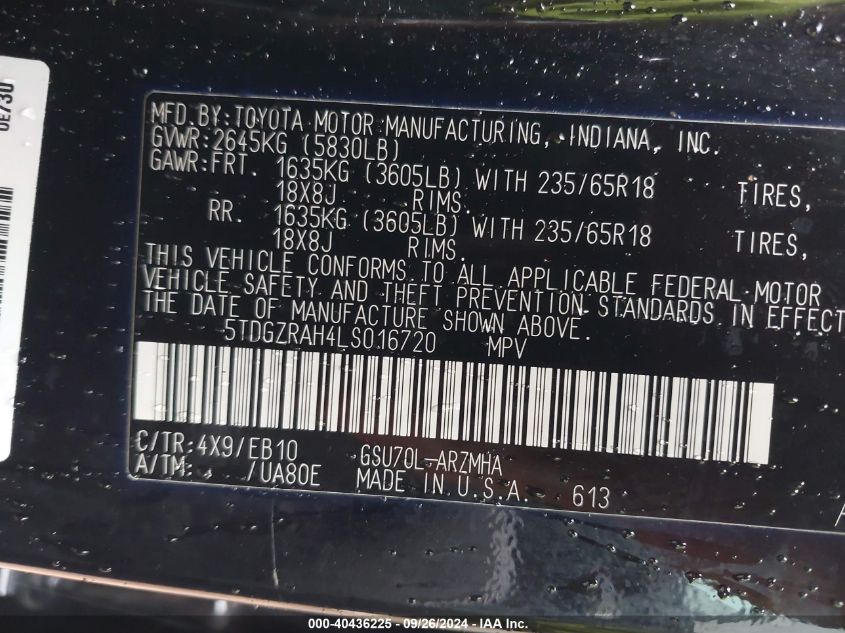 0E730
MFD.BY:TOYOTA MOTOR MANUFACTURING, INDIANA, INC.
GVWR:2645KG (5830LB)
GAWR:FRT. 1635KG (3605LB) WITH 235/65R18 TIRES,
18X8J RIMS.
RR. 1635KG (3605LB) WITH 235/65R18 TIRES,
18X8J RIMS.
THIS VEHICLE CONFORMS TO ALL APPLICABLE FEDERAL MOTOR
VEHICLE SAFETY AND THEFT PREVENTION STANDARDS IN EFFECT
THE DATE OF MANUFACTURE SHOWN ABOVE.
5TDGZRAH4LS016720 MPV
C/TR:4X9/EB10 GSU70L-ARZMHA
A/TM: /UA80E MADE IN U.S.A. 613
000-40436225 - 09/26/2024 - IAA Inc.